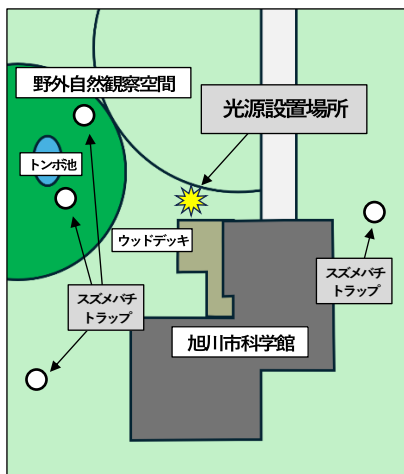 野外自然観察空間
光源設置場所
トンボ池
ウッドデッキ
スズメバチ
トラップ
スズメバチ
トラップ
旭川市科学館